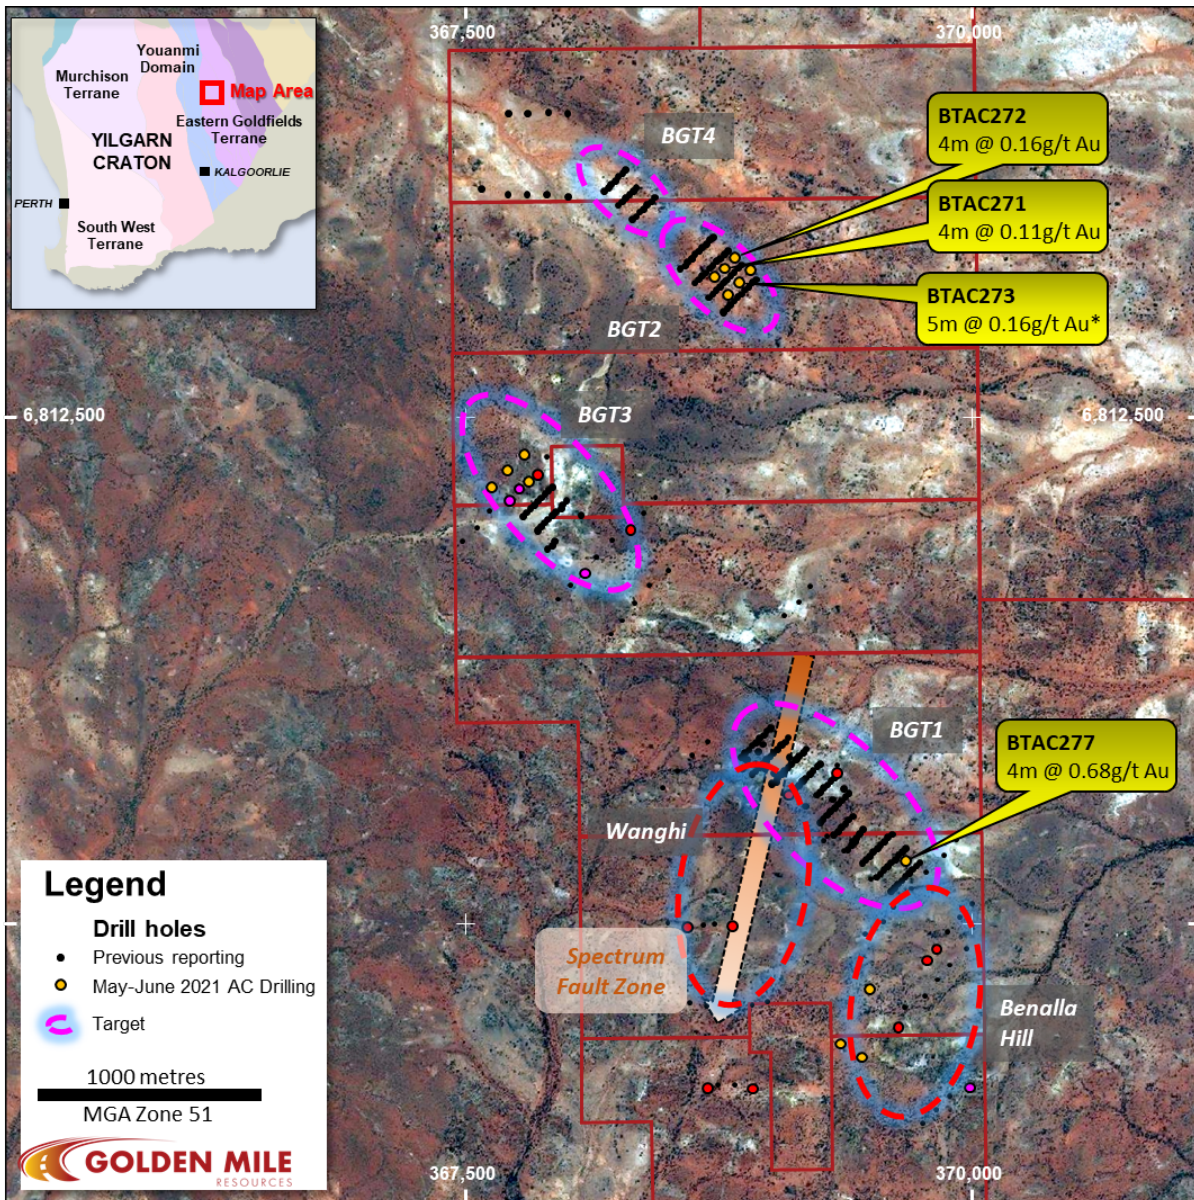 367,500
370,000
Youanmi
Domain
Murchison
Terrane
Map Area
Eastern Goldfields
Terrane
YILGARN
CRATON
KALGOORLIE
PERTH
South West
Terrane
BGT4
BTAC272
4m @ 0.16g/t Au
BTAC271
4m @ 0.11g/t Au
BTAC273
5m @ 0.16g/t Au*
BGT2
6,812,500
BGT3
6,812,500
BGT1
BTAC277
4m @ 0.68g/t Au
Wanghi
Spectrum
Fault Zone
Benalla
Hill
Legend
Drill holes
Previous reporting
May-June 2021 AC Drilling
Target
1000 metres
MGA Zone 51
GOLDEN MILE
RESOURCES
367,500
370,000